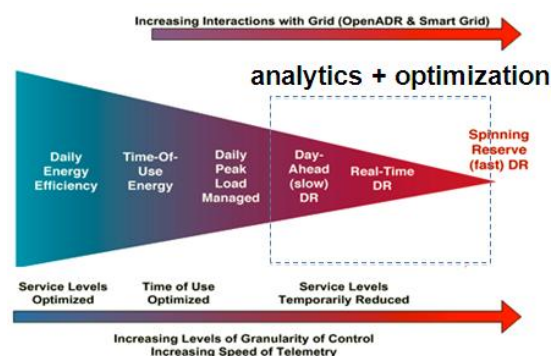 Increasing Interactions with Grid (OpenADR & Smart Grid)
analytics + optimization
Daily
Energy
Efficiency
Time-Of-
Use
Energy
Daily
Peak
Load
Managed
Day-
Ahead
(slow)
DR
Real-Time
DR
Spinning
Reserve
(fast) DR
Service Levels
Optimized
Time of Use
Optimized
Service Levels
Temporarily Reduced
Increasing Levels of Granularity of Control
Increasing Speed of Telemetry